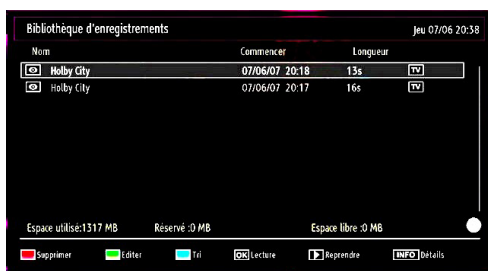 Bibliothèque d'enregistrements Jeu 07/06 20:38
Nom Commencer Longueur
Holby City 07/06/07 20:18 13s TV
Holby City 07/06/07 20:17 16s TV
Espace utilisé:1317 MB Réservé :0 MB Espace libre :0 MB
Supprimer Editer Tri OK Lecture Reprendre INFO Détails